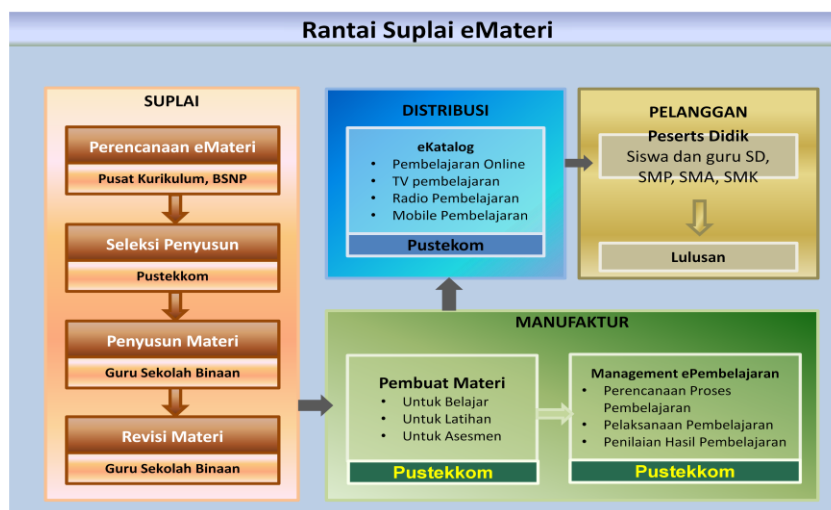 Rantai Suplai eMateri
SUPLAI
Perencanaan eMateri
Pusat Kurikulum, BSNP
Seleksi Penyusun
Pustekkom
Penyusun Materi
Guru Sekolah Binaan
Revisi Materi
Guru Sekolah Binaan
DISTRIBUSI
eKatalog
• Pembelajaran Online
• TV pembelajaran
• Radio Pembelajaran
• Mobile Pembelajaran
Pustekom
PELANGGAN
Peserts Didik
Siswa dan guru SD,
SMP, SMA, SMK
Lulusan
MANUFAKTUR
Pembuat Materi
• Untuk Belajar
• Untuk Latihan
• Untuk Asesmen
Pustekkom
Management ePembelajaran
• Perencanaan Proses
Pembelajaran
• Pelaksanaan Pembelajaran
• Penilaian Hasil Pembelajaran
Pustekkom